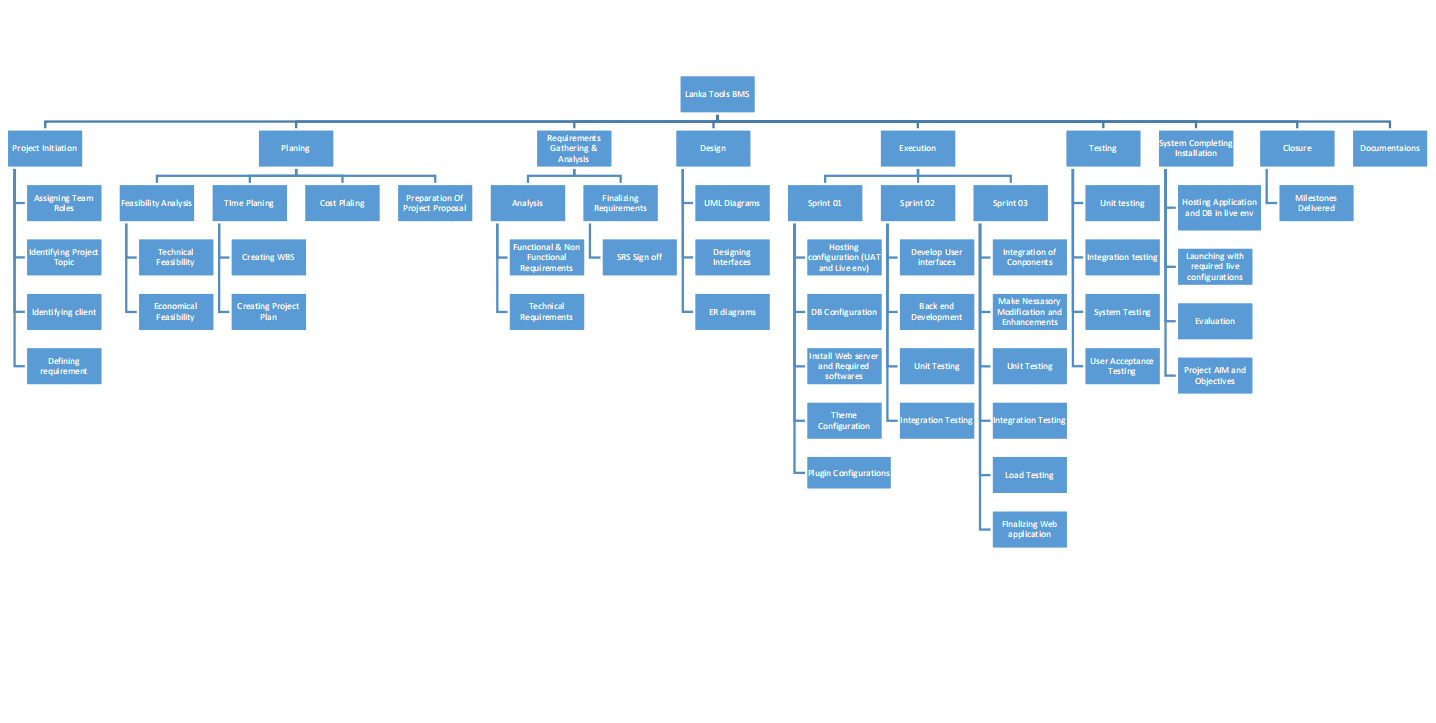 Lanka Tools BMS
Project Initiation
Assigning Team
Roles
Identifying Project
Topic
Identifying client
Defining
requirement
Planing
Feasibility Analysis
Technical
Feasibility
Economical
Feasibility
TIme Planing
Creating WBS
Creating Project
Plan
Cost Plaling
Preparation Of
Project Proposal
Requirements
Gathering &
Analysis
Analysis
Functional & Non
Functional
Requirements
Technical
Requirements
Finalizing
Requirements
SRS Sign off
Design
UML Diagrams
Designing
Interfaces
ER diagrams
Execution
Sprint 01
Hosting
configuration (UAT
and Live env)
DB Configuration
Install Web server
and Required
softwares
Theme
Configuration
Plugin Configurations
Sprint 02
Develop User
interfaces
Back end
Development
Unit Testing
Integration Testing
Sprint 03
Integration of
Conponents
Make Nessasory
Modification and
Enhancements
Unit Testing
Integration Testing
Load Testing
FInalizing Web
application
Testing
Unit testing
Integration testing
System Testing
User Acceptance
Testing
System Completing
Installation
Hosting Application
and DB in live env
Launching with
required live
configurations
Evaluation
Project AIM and
Objectives
Closure
Milestones
Delivered
Documentaions